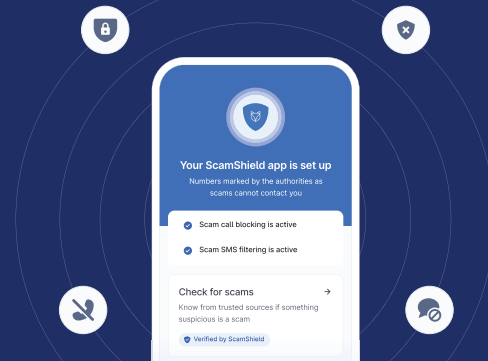 Your ScamShield app is set up
Numbers marked by the authorities as
scams cannot contact you
Scam call blocking is active
Scam SMS filtering is active
Check for scams
Know from trusted sources if something
suspicious is a scam
Verified by ScamShield